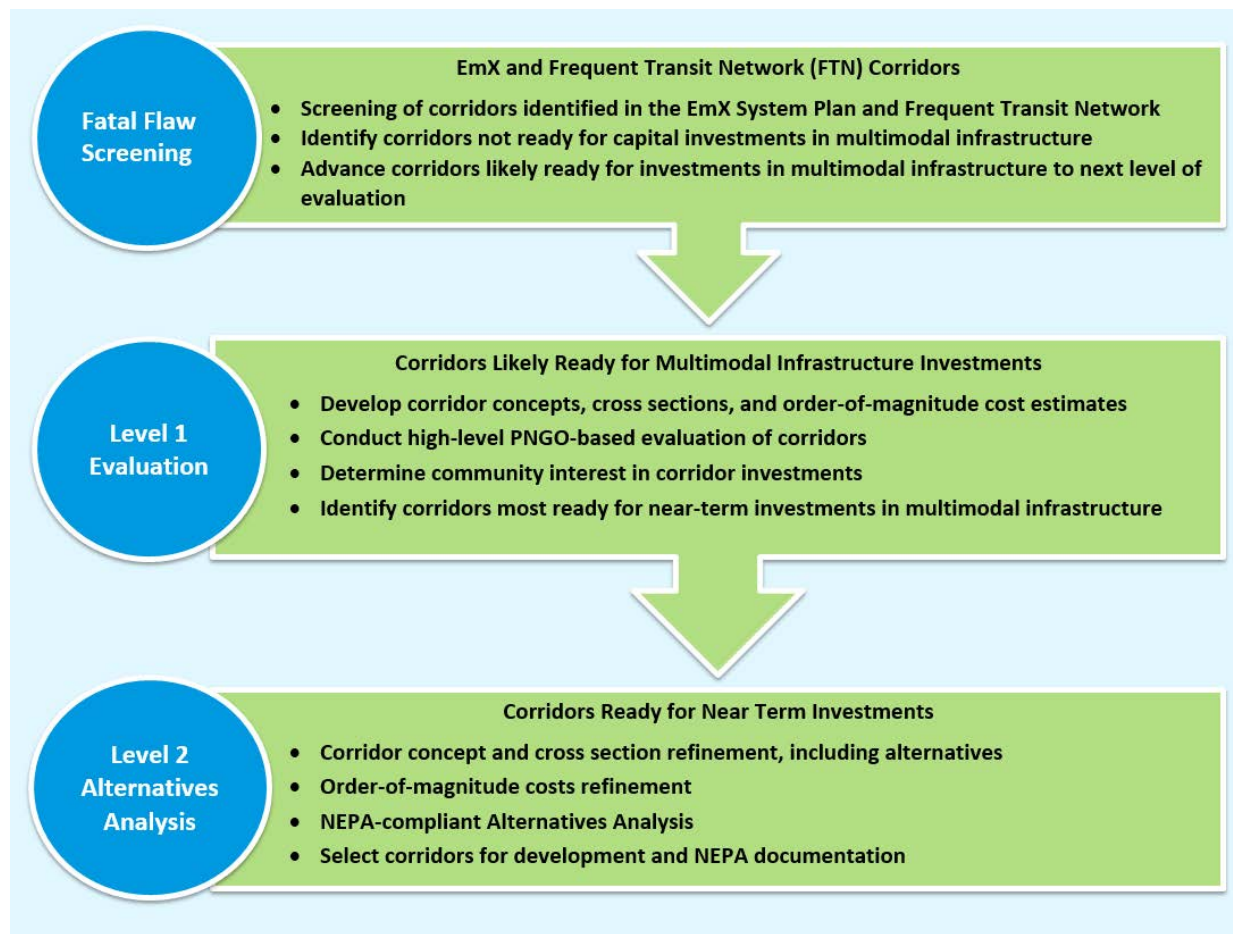 Fatal Flaw
Screening
EmX and Frequent Transit Network (FTN) Corridors
• Screening of corridors identified in the EmX System Plan and Frequent Transit Network
• Identify corridors not ready for capital investments in multimodal infrastructure
• Advance corridors likely ready for investments in multimodal infrastructure to next level of
evaluation
Level 1
Evaluation
Corridors Likely Ready for Multimodal Infrastructure Investments
• Develop corridor concepts, cross sections, and order-of-magnitude cost estimates
• Conduct high-level PNGO-based evaluation of corridors
• Determine community interest in corridor investments
• Identify corridors most ready for near-term investments in multimodal infrastructure
Level 2
Alternatives
Analysis
Corridors Ready for Near Term Investments
• Corridor concept and cross section refinement, including alternatives
• Order-of-magnitude costs refinement
• NEPA-compliant Alternatives Analysis
• Select corridors for development and NEPA documentation